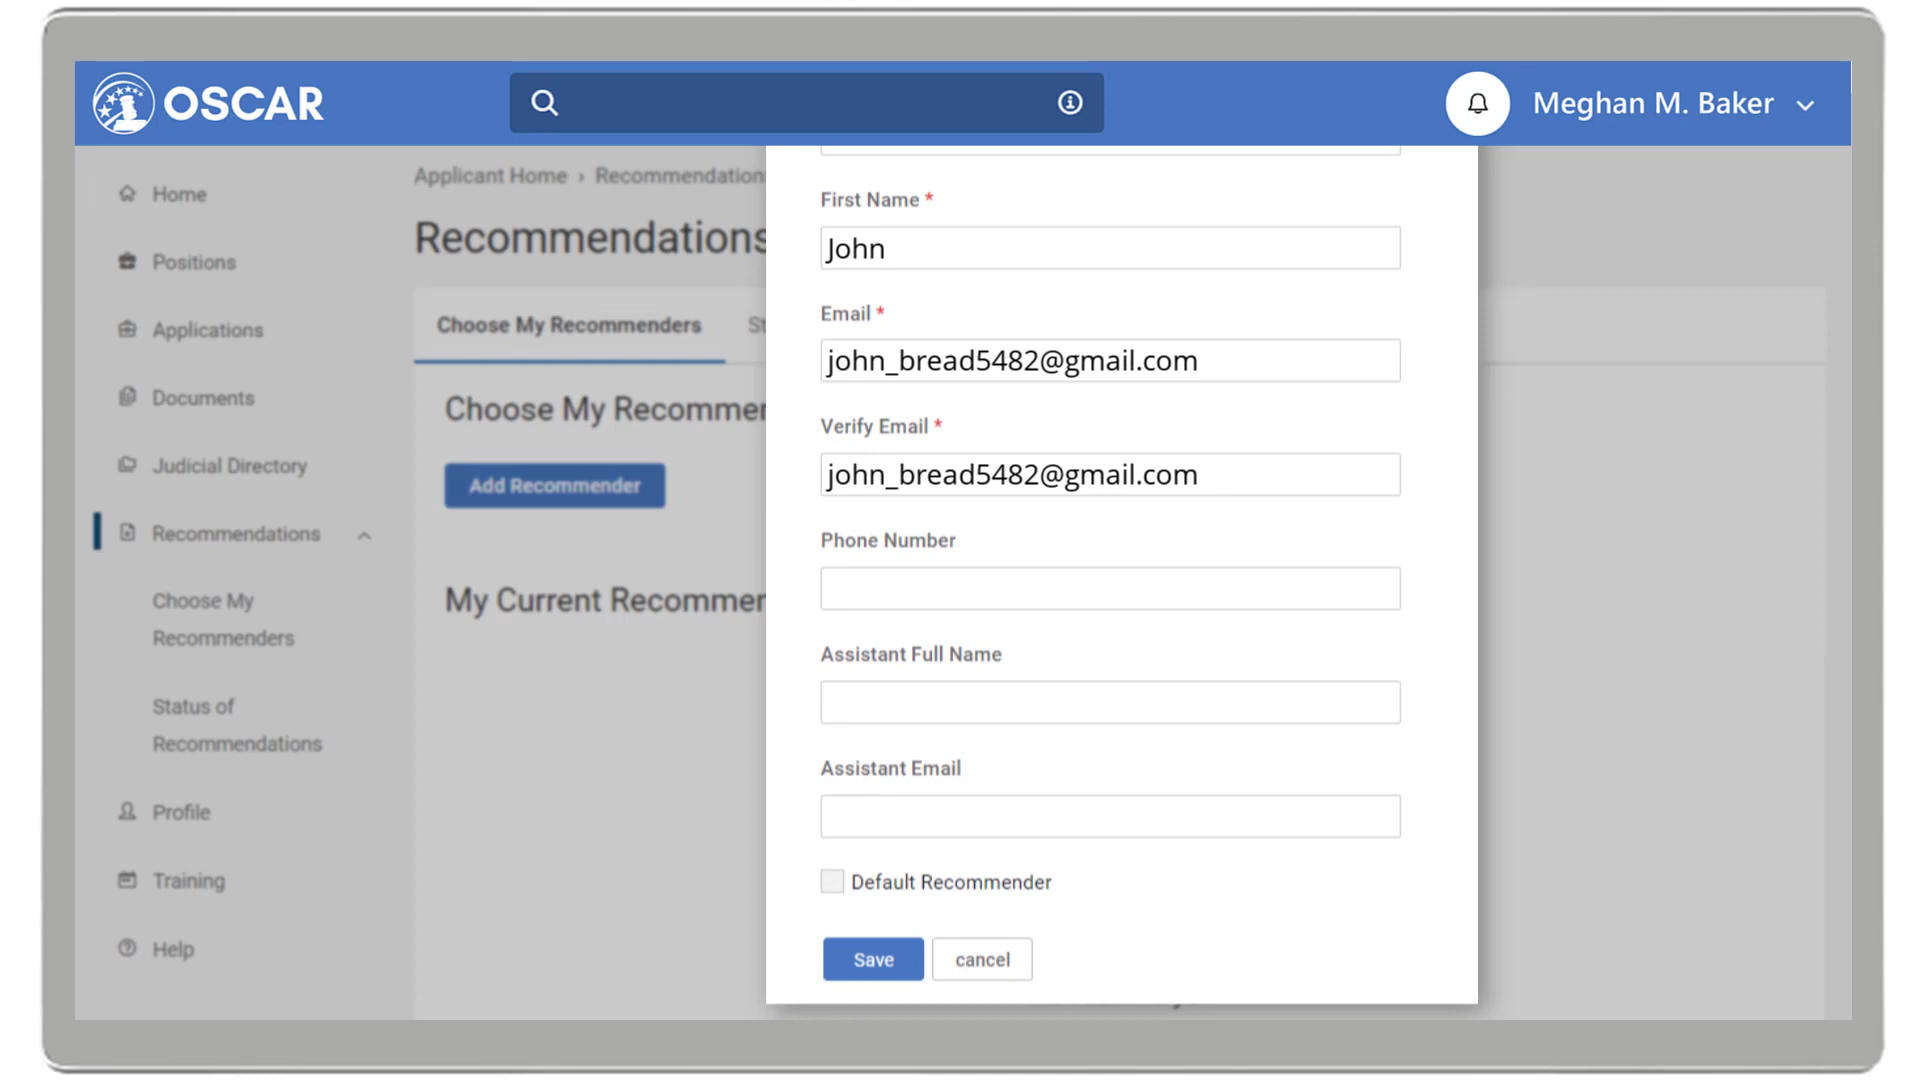 OSCAR
Meghan M. Baker
Home
Positions
Applications
Documents
Judicial Directory
Recommendations
Choose My
Recommenders
Status of
Recommendations
Profile
Training
Help
Applicant Home › Recommendation
Recommendations
Choose My Recommenders St
Choose My Recommen
Add Recommender
My Current Recommen
First Name *
John
Email *
john_bread5482@gmail.com
Verify Email *
john_bread5482@gmail.com
Phone Number
Assistant Full Name
Assistant Email
Default Recommender
Save cancel